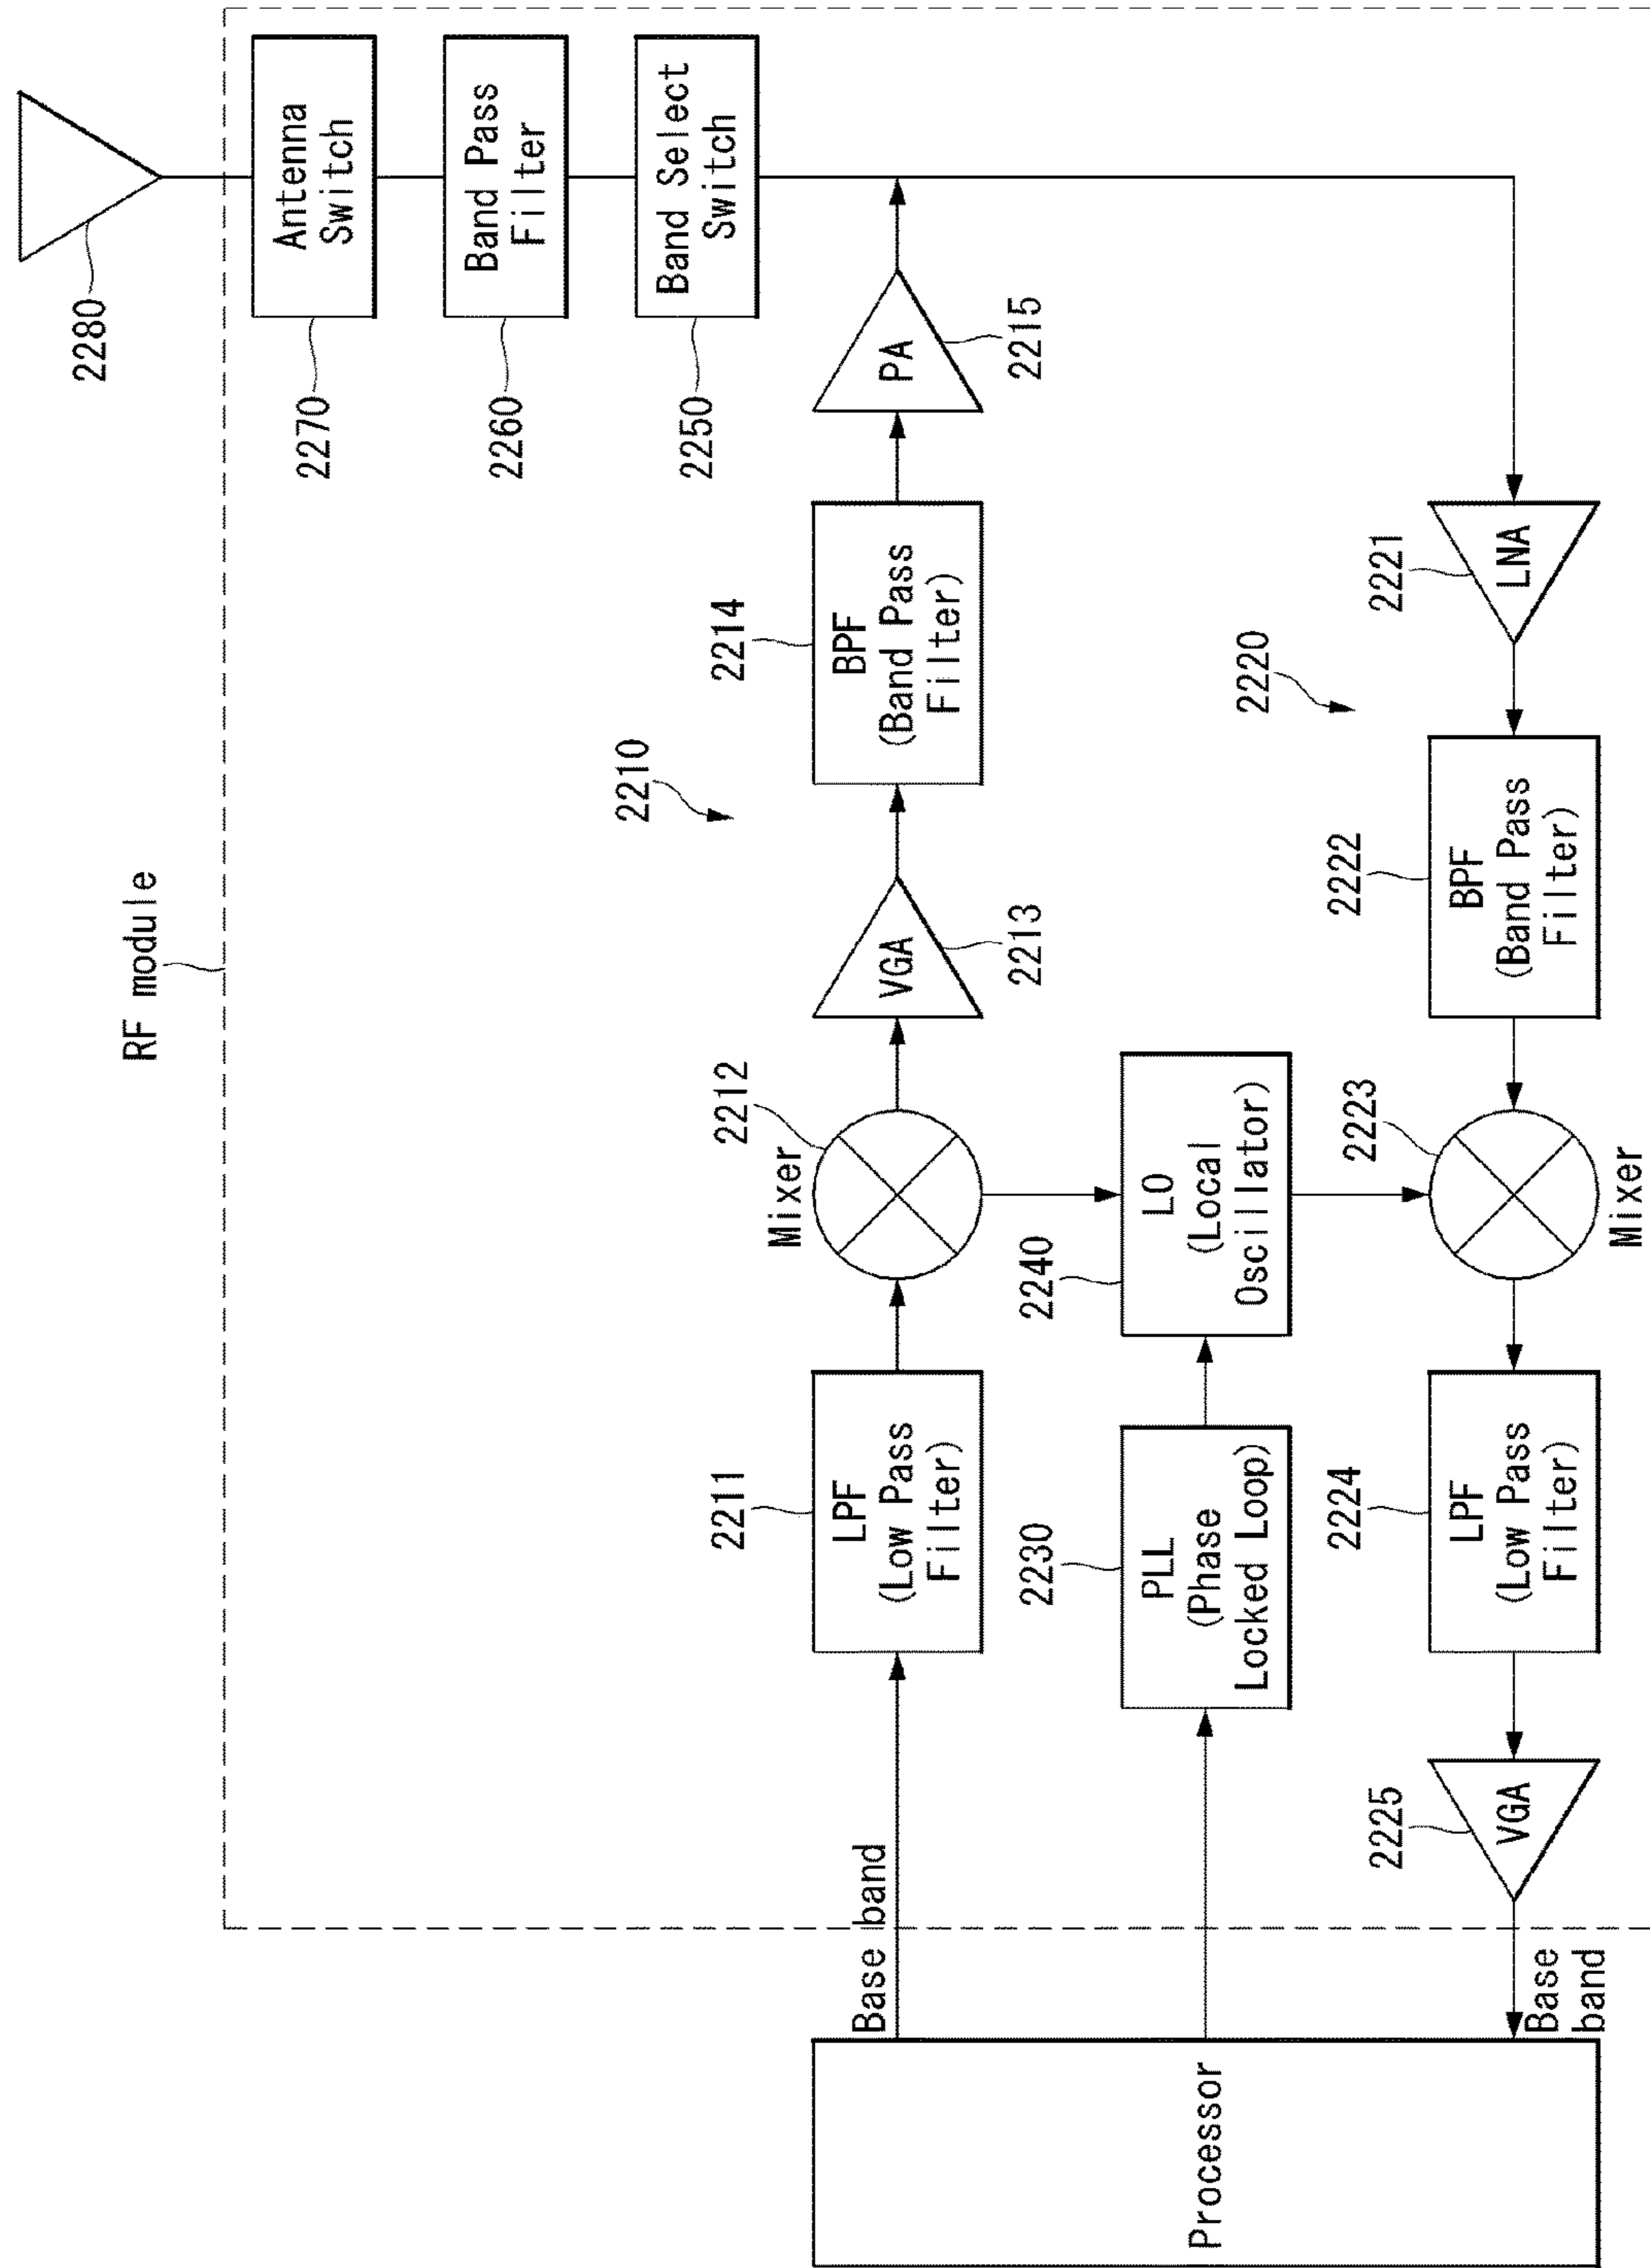 RF module
2280
Antenna
Switch
2270
Band Pass
Filter
2260
Band Select
Switch
2250
2210
Base band
2211
LPF
(Low Pass
Filter)
Mixer
2212
VGA
2213
2214
BPF
(Band Pass
Filter)
PA
2215
Processor
2230
PLL
(Phase
Locked Loop)
2240
LO
(Local
Oscillator)
2220
Base
band
2225
VGA
2224
LPF
(Low Pass
Filter)
2223
Mixer
2222
BPF
(Band Pass
Filter)
2221
LNA